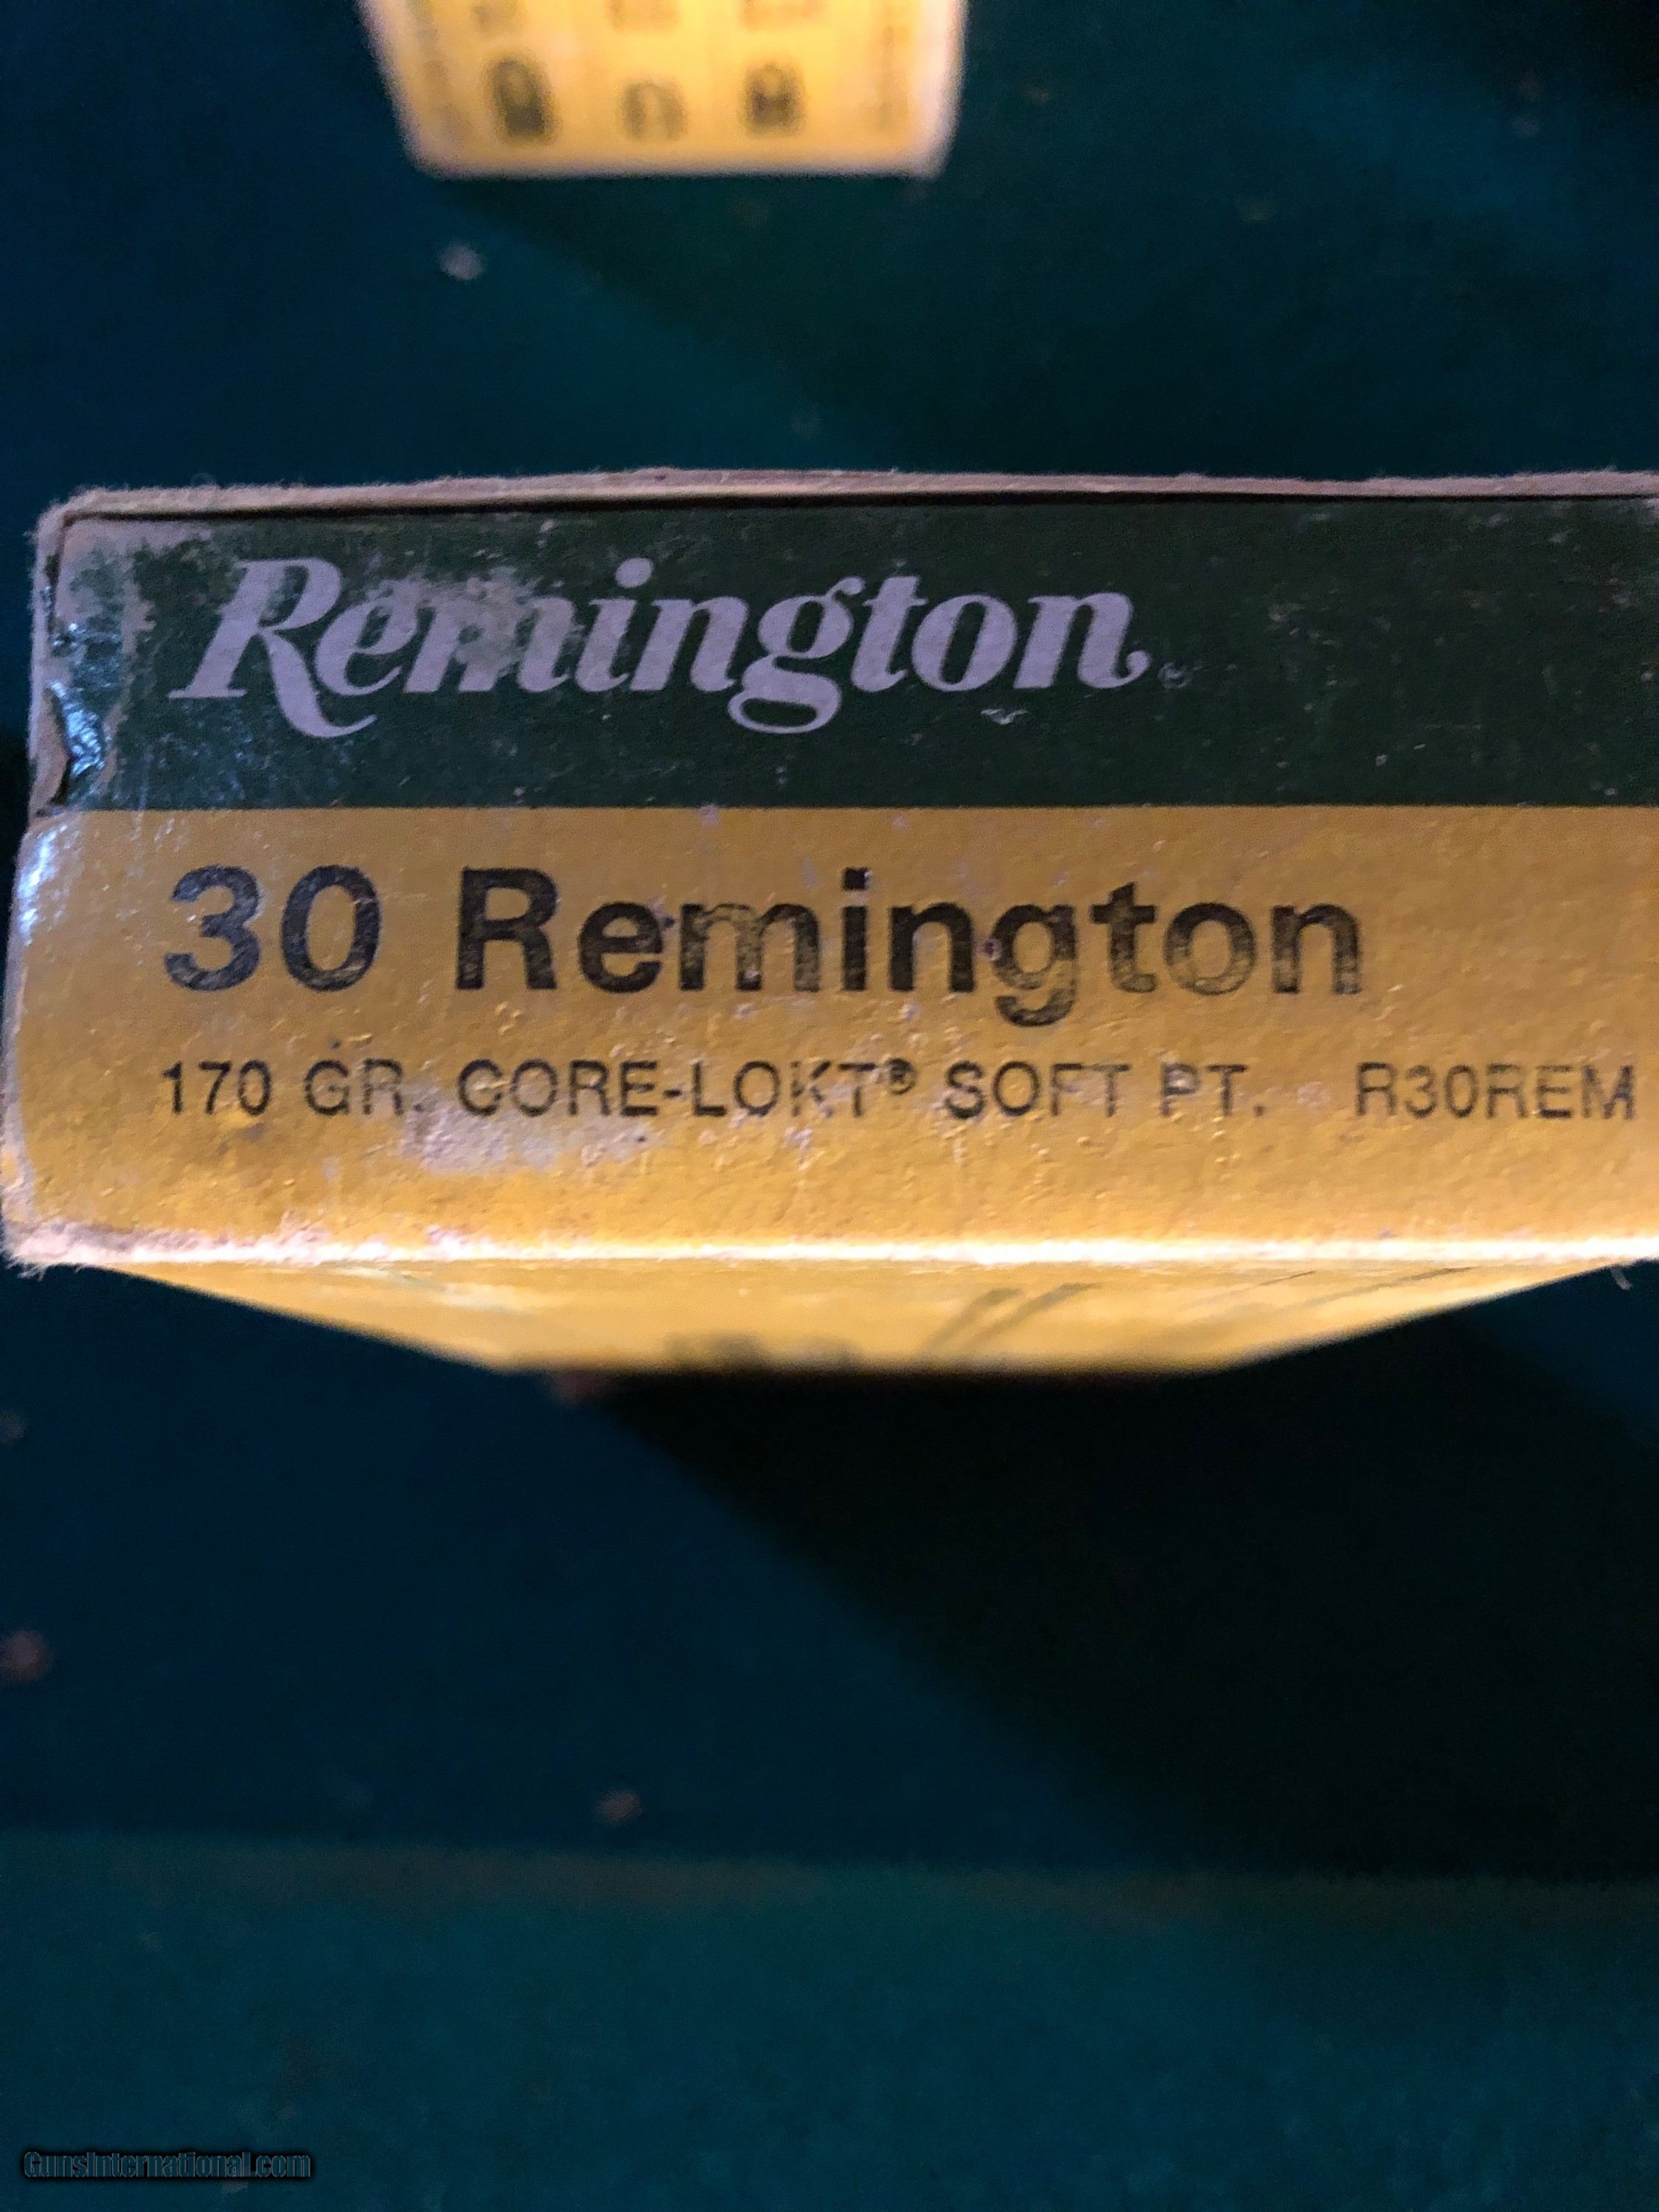 Remington
30 Remington
170 GR. CORE-LOKT® SOFT PT. R30REM
GunsInternational.com